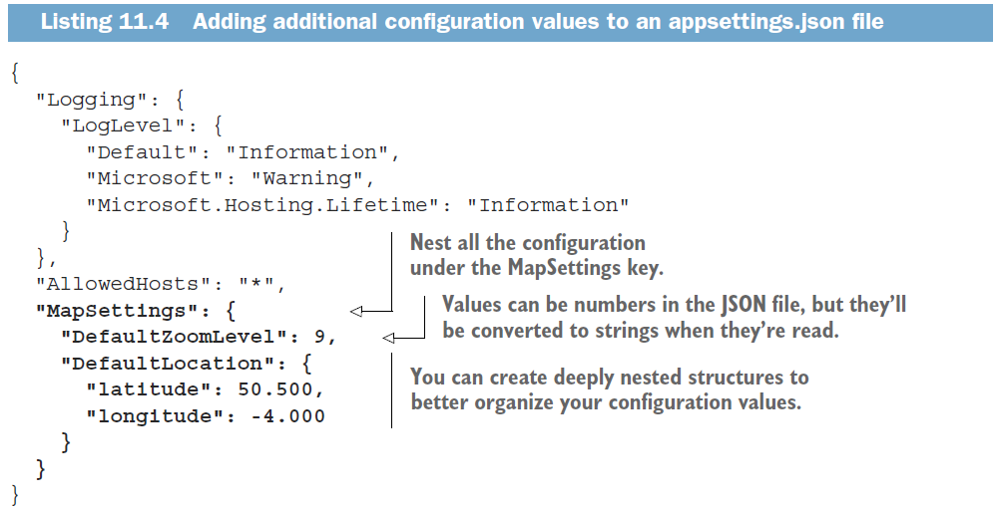 Listing 11.4 Adding additional configuration values to an appsettings.json file
{
"Logging": {
"LogLevel": {
"Default": "Information",
"Microsoft": "Warning",
"Microsoft.Hosting.Lifetime": "Information"
}
},
"AllowedHosts": "*",
"MapSettings": {
"DefaultZoomLevel": 9,
"DefaultLocation": {
"latitude": 50.500,
"longitude": -4.000
}
}
}
Nest all the configuration
under the MapSettings key.
Values can be numbers in the JSON file, but they'll
be converted to strings when they're read.
You can create deeply nested structures to
better organize your configuration values.